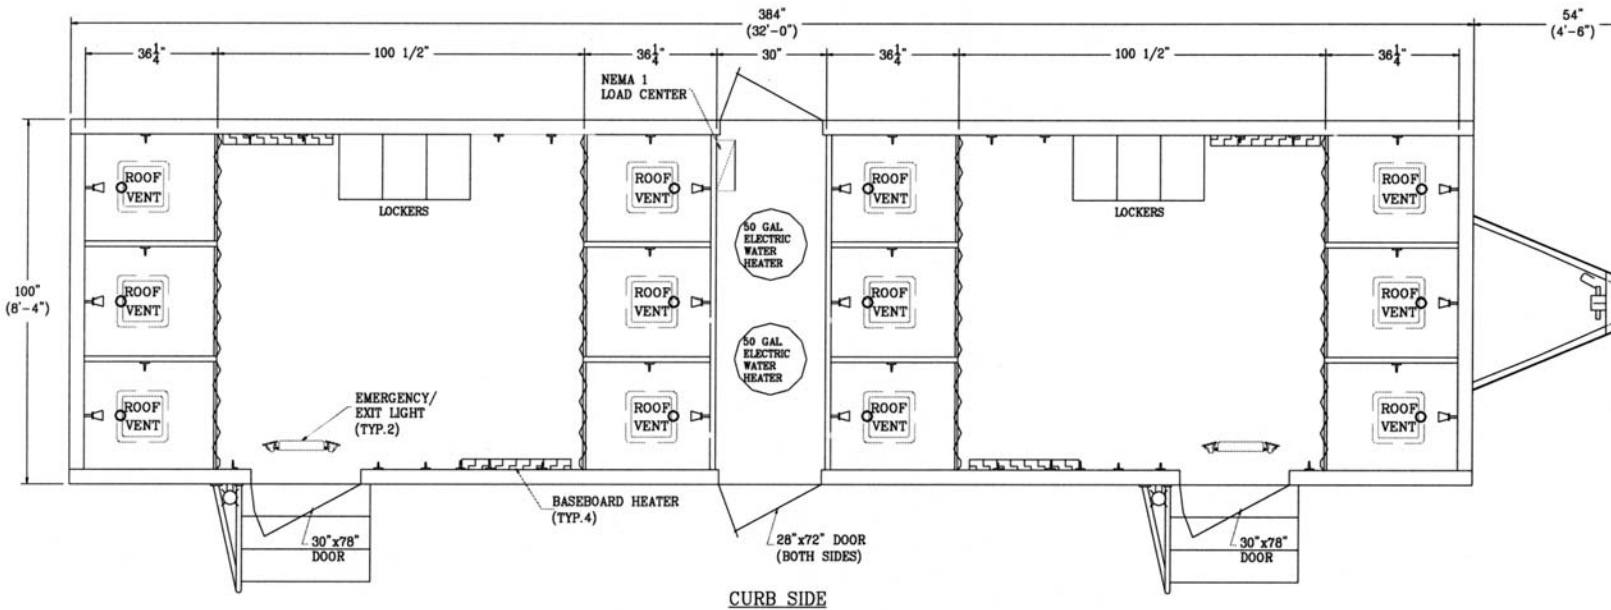 384"
(32'-0")
54"
(4'-6")
36¼"
100 1/2"
36¼"
30"
36¼"
100 1/2"
36¼"
NEMA 1
LOAD CENTER
100"
(8'-4")
ROOF
VENT
ROOF
VENT
ROOF
VENT
ROOF
VENT
LOCKERS
LOCKERS
50 GAL
ELECTRIC
WATER
HEATER
ROOF
VENT
ROOF
VENT
ROOF
VENT
ROOF
VENT
50 GAL
ELECTRIC
WATER
HEATER
ROOF
VENT
ROOF
VENT
ROOF
VENT
ROOF
VENT
EMERGENCY/
EXIT LIGHT
(TYP.2)
BASEBOARD HEATER
(TYP.4)
30"x78"
DOOR
28"x72" DOOR
(BOTH SIDES)
30"x78"
DOOR
CURB SIDE